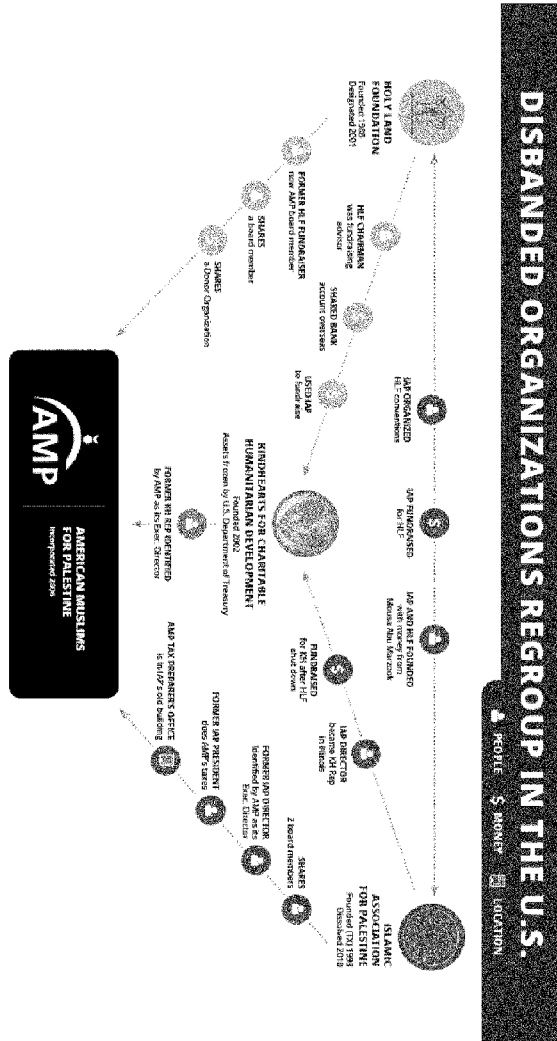 DISBANDED ORGANIZATIONS REGROUP IN THE U.S.
PEOPLE
$ MONEY
LOCATION
HOLY LAND
FOUNDATION
Founded
Designated 2001
IAP ORGANIZED
HLF conventions
IAP FUNDRAISED
for HLF
IAP AND HLF FOUNDED
with money from
Mousa Abu Marzook
ISLAMIC
ASSOCIATION
FOR PALESTINE
Founded (TX) 1993
Dissolved
HLF CHAIRMAN
was fundraising
advisor
SHARED BANK
account overseas
USED IAP
to fundraise
KINDHEARTS FOR CHARITABLE
HUMANITARIAN DEVELOPMENT
Founded 2002
Assets frozen by U.S. Department of Treasury
FUNDRAISED
for KH after HLF
shut down
IAP DIRECTOR
became KH Rep
in Illinois
FORMER HLF FUNDRAISER
now AMP board member
SHARES
a board member
SHARES
a Donor Organization
FORMER KH REP IDENTIFIED
by AMP as its Exec. Director
AMP TAX PREPARER'S OFFICE
is in IAP's old building
FORMER IAP PRESIDENT
does AMP's taxes
FORMER IAP DIRECTOR
identified by AMP as its
Exec. Director
SHARES
2 board members
AMP
AMERICAN MUSLIMS
FOR PALESTINE
Incorporated 2006